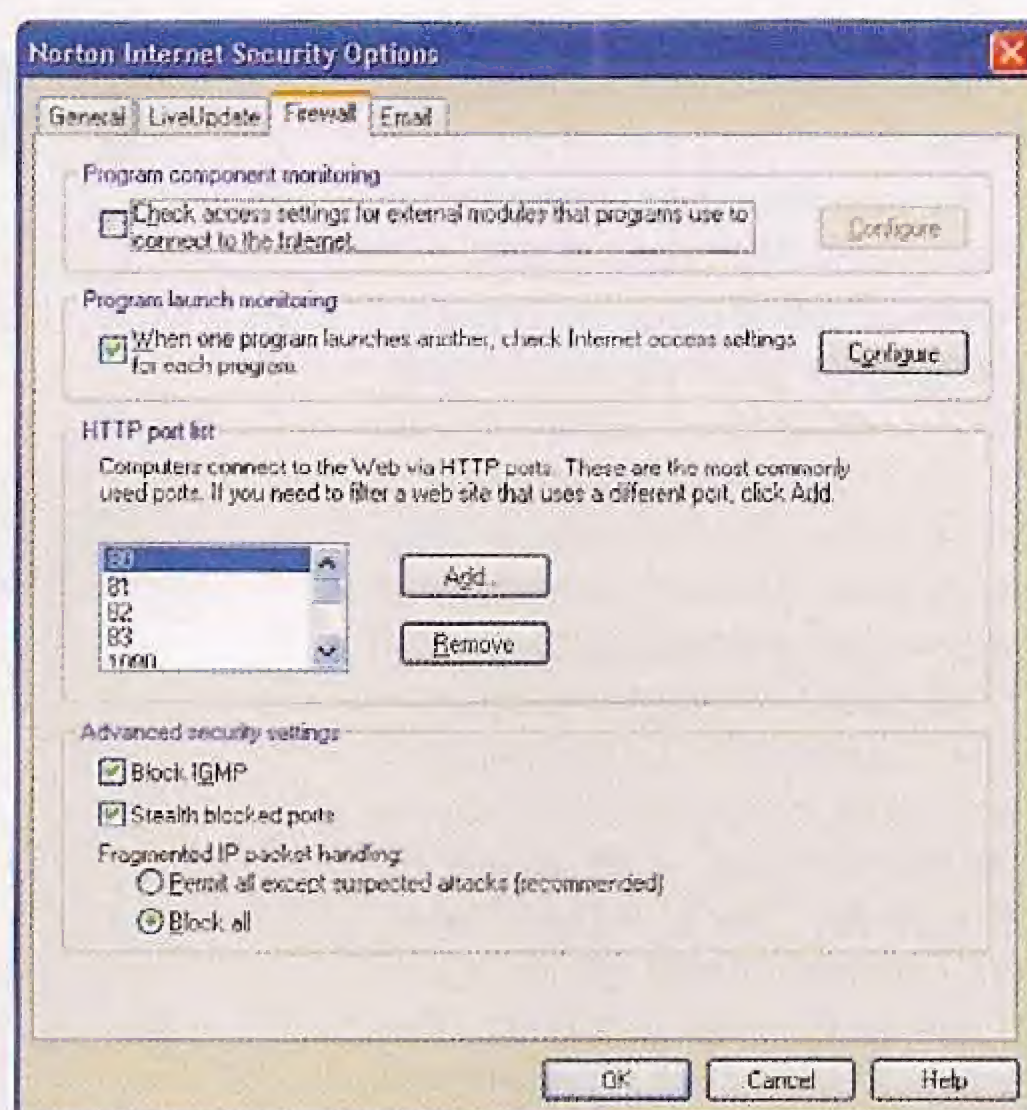 Norton Internet Security Options
General LiveUpdate Firewall Email
Program component monitoring
Check access settings for external modules that programs use to
connect to the Internet.
Configure
Program launch monitoring
When one program launches another, check Internet access settings
for each program.
Configure
HTTP port list
Computers connect to the Web via HTTP ports. These are the most commonly
used ports. If you need to filter a web site that uses a different port, click Add.
80
81
82
83
1080
Add...
Remove
Advanced security settings
Block IGMP
Stealth blocked ports
Fragmented IP packet handling:
Permit all except suspected attacks (recommended)
Block all
OK Cancel Help